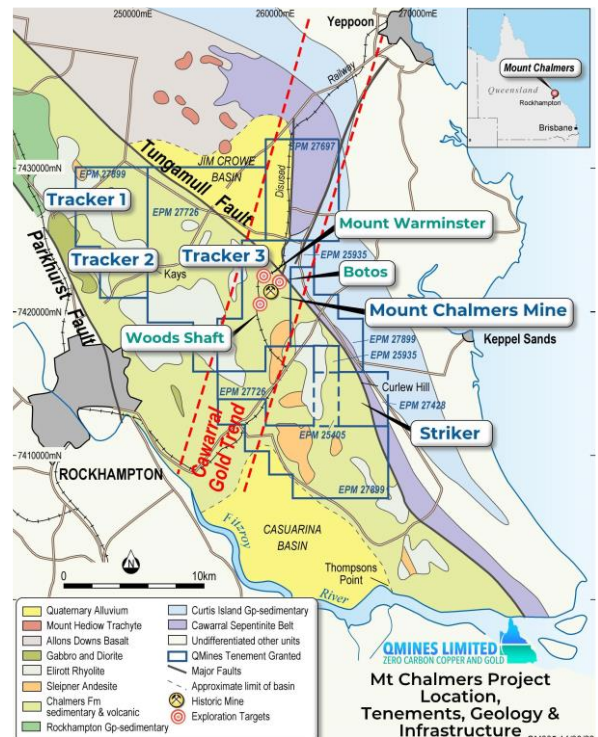 250000mE
260000mE
270000mE
Yeppoon
Railway
Mount Chalmers
Queensland
Rockhampton
Brisbane
7430000mN
EPM 27899
Tungamull Fault
JIM CROWE
BASIN
EPM 27697
Disused
Tracker 1
EPM 27726
Mount Warminster
Tracker 3
EPM 25935
Tracker 2
Kays
Botos
Parkhurst Fault
Mount Chalmers Mine
7420000mN
Woods Shaft
Keppel Sands
EPM 27899
EPM 25935
Curlew Hill
EPM 27726
EPM 27428
Cawarral
Gold Trend
Striker
EPM 25405
7410000mN
ROCKHAMPTON
EPM 27899
Fitzroy
CASUARINA
BASIN
Thompsons
Point
River
N
0 10km
Quaternary Alluvium
Mount Hediow Trachyte
Allons Downs Basalt
Gabbro and Diorite
Elirott Rhyolite
Sleipner Andesite
Chalmers Fm
sedimentary & volcanic
Rockhampton Gp-sedimentary
Curtis Island Gp-sedimentary
Cawarral Sepentinite Belt
Undifferentiated other units
QMines Tenement Granted
Major Faults
Approximate limit of basin
Historic Mine
Exploration Targets
QMINES LIMITED
ZERO CARBON COPPER AND GOLD
Mt Chalmers Project
Location,
Tenements, Geology &
Infrastructure